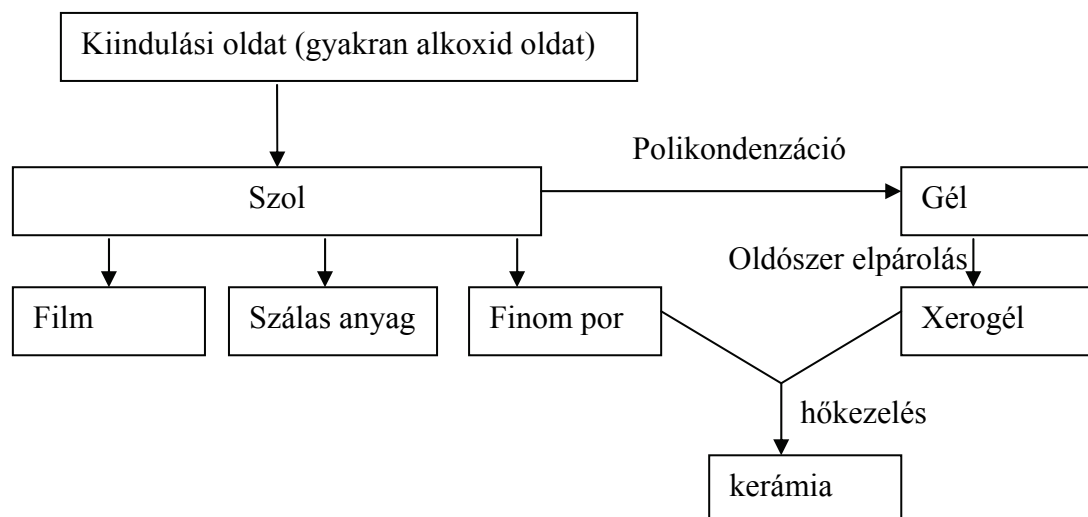 Kiindulási oldat (gyakran alkoxid oldat)
Polikondenzáció
Szol
Gél
Oldószer elpárolás
Film
Szálas anyag
Finom por
Xerogél
hőkezelés
kerámia